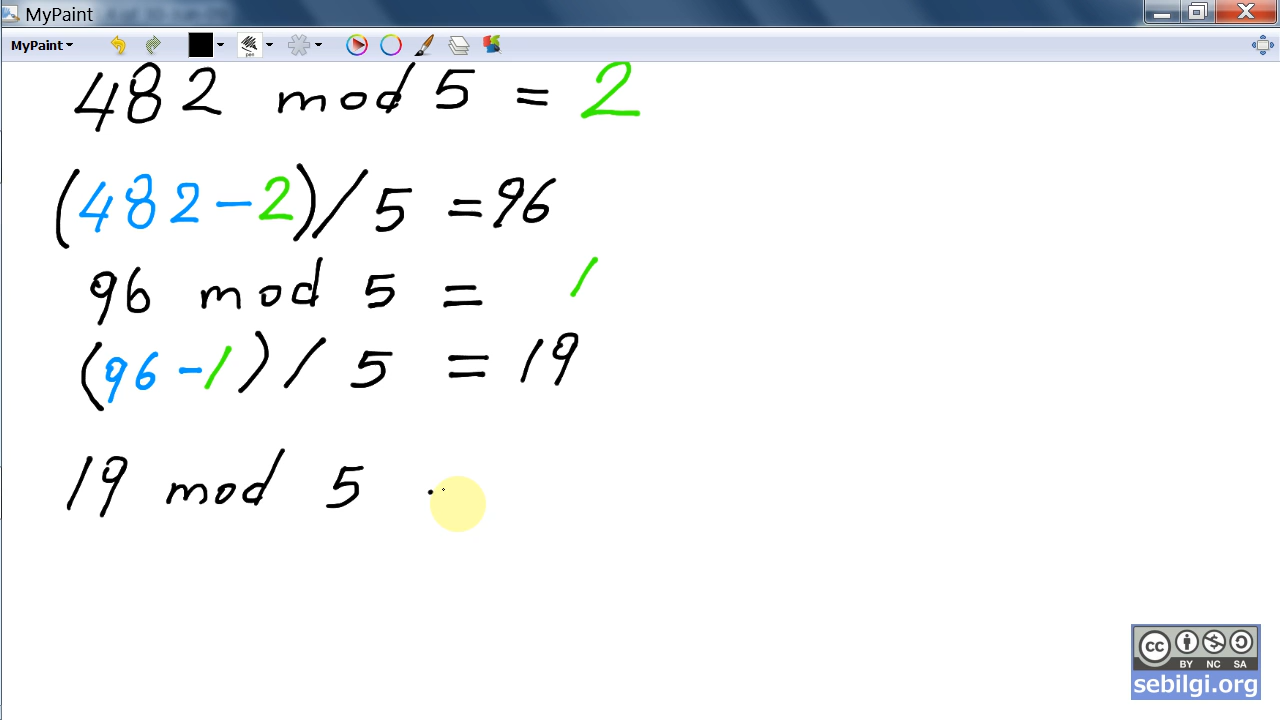 MyPaint
MyPaint
482 mod 5 = 2
(482-2)/5 = 96
96 mod 5 = 1
(96-1)/5 = 19
19 mod 5
cc BY NC SA
sebilgi.org